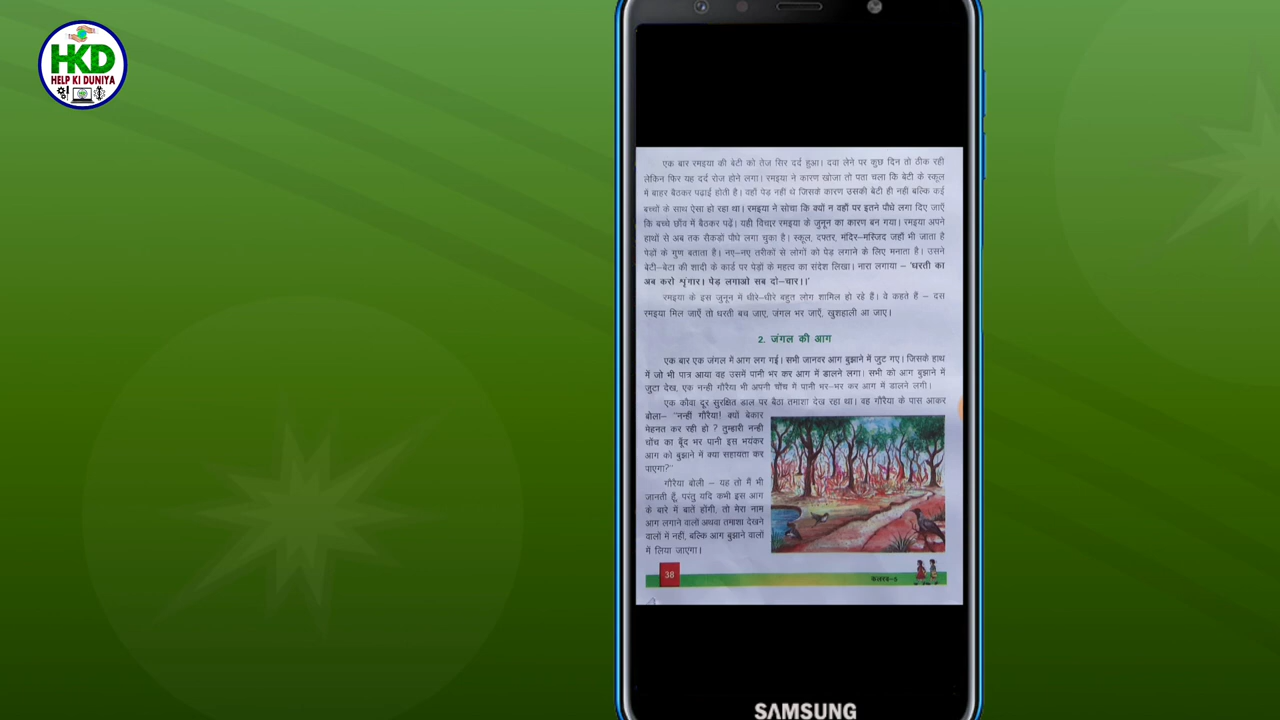 HKD
HELP KI DUNIYA
एक बार रमइया की बेटी को तेज सिर दर्द हुआ। दवा लेने पर कुछ दिन तो ठीक रही
लेकिन फिर यह दर्द रोज होने लगा। रमइया ने कारण खोजा तो पता चला कि बेटी के स्कूल
में बाहर बैठकर पढ़ाई होती है। वहाँ पेड़ नहीं थे जिसके कारण उसकी बेटी ही नही बल्कि कई
बच्चों के साथ ऐसा हो रहा था। रमइया ने सोचा कि क्यों न वहाँ पर इतने पौधे लगा दिए जाएँ
कि बच्चे छाँव में बैठकर पढ़ें। यही विचार रमइया के जुनून का कारण बन गया। रमइया अपने
हाथों से अब तक सैकड़ों पौधे लगा चुका है। स्कूल, दफ्तर, मंदिर–मस्जिद जहाँ भी जाता है
पेड़ों के गुण बताता है। नए–नए तरीकों से लोगों को पेड़ लगाने के लिए मनाता है। उसने
बेटी–बेटा की शादी के कार्ड पर पेड़ों के महत्व का संदेश लिखा। नारा लगाया – 'धरती का
अब करो शृंगार। पेड़ लगाओ सब दो–चार।।'
रमइया के इस जुनून में धीरे–धीरे बहुत लोग शामिल हो रहे हैं। वे कहते हैं – दस
रमइया मिल जाएँ तो धरती बच जाए, जंगल भर जाएँ, खुशहाली आ जाए।
2. जंगल की आग
एक बार एक जंगल में आग लग गई। सभी जानवर आग बुझाने में जुट गए। जिसके हाथ
में जो भी पात्र आया वह उसमें पानी भर कर आग में डालने लगा। सभी को आग बुझाने में
जुटा देख, एक नन्ही गौरैया भी अपनी चोंच मे पानी भर–भर कर आग में डालने लगी।
एक कौवा दूर सुरक्षित डाल पर बैठा तमाशा देख रहा था। वह गौरैया के पास आकर
बोला– "नन्हीं गौरैया! क्यों बेकार
मेहनत कर रही हो ? तुम्हारी नन्ही
चोंच का बूँद भर पानी इस भयंकर
आग को बुझाने में क्या सहायता कर
पाएगा?"
गौरैया बोली – यह तो मैं भी
जानती हूँ, परंतु यदि कभी इस आग
के बारे में बातें होंगी, तो मेरा नाम
आग लगाने वालों अथवा तमाशा देखने
वालों में नहीं, बल्कि आग बुझाने वालों
में लिया जाएगा।
38
कलरव–5
SAMSUNG